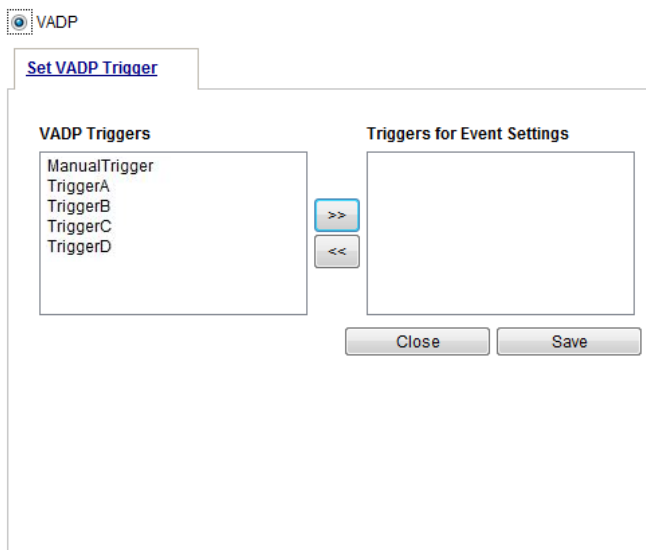 VADP
Set VADP Trigger
VADP Triggers
Triggers for Event Settings
ManualTrigger
TriggerA
TriggerB
TriggerC
TriggerD
>>
<<
Close
Save